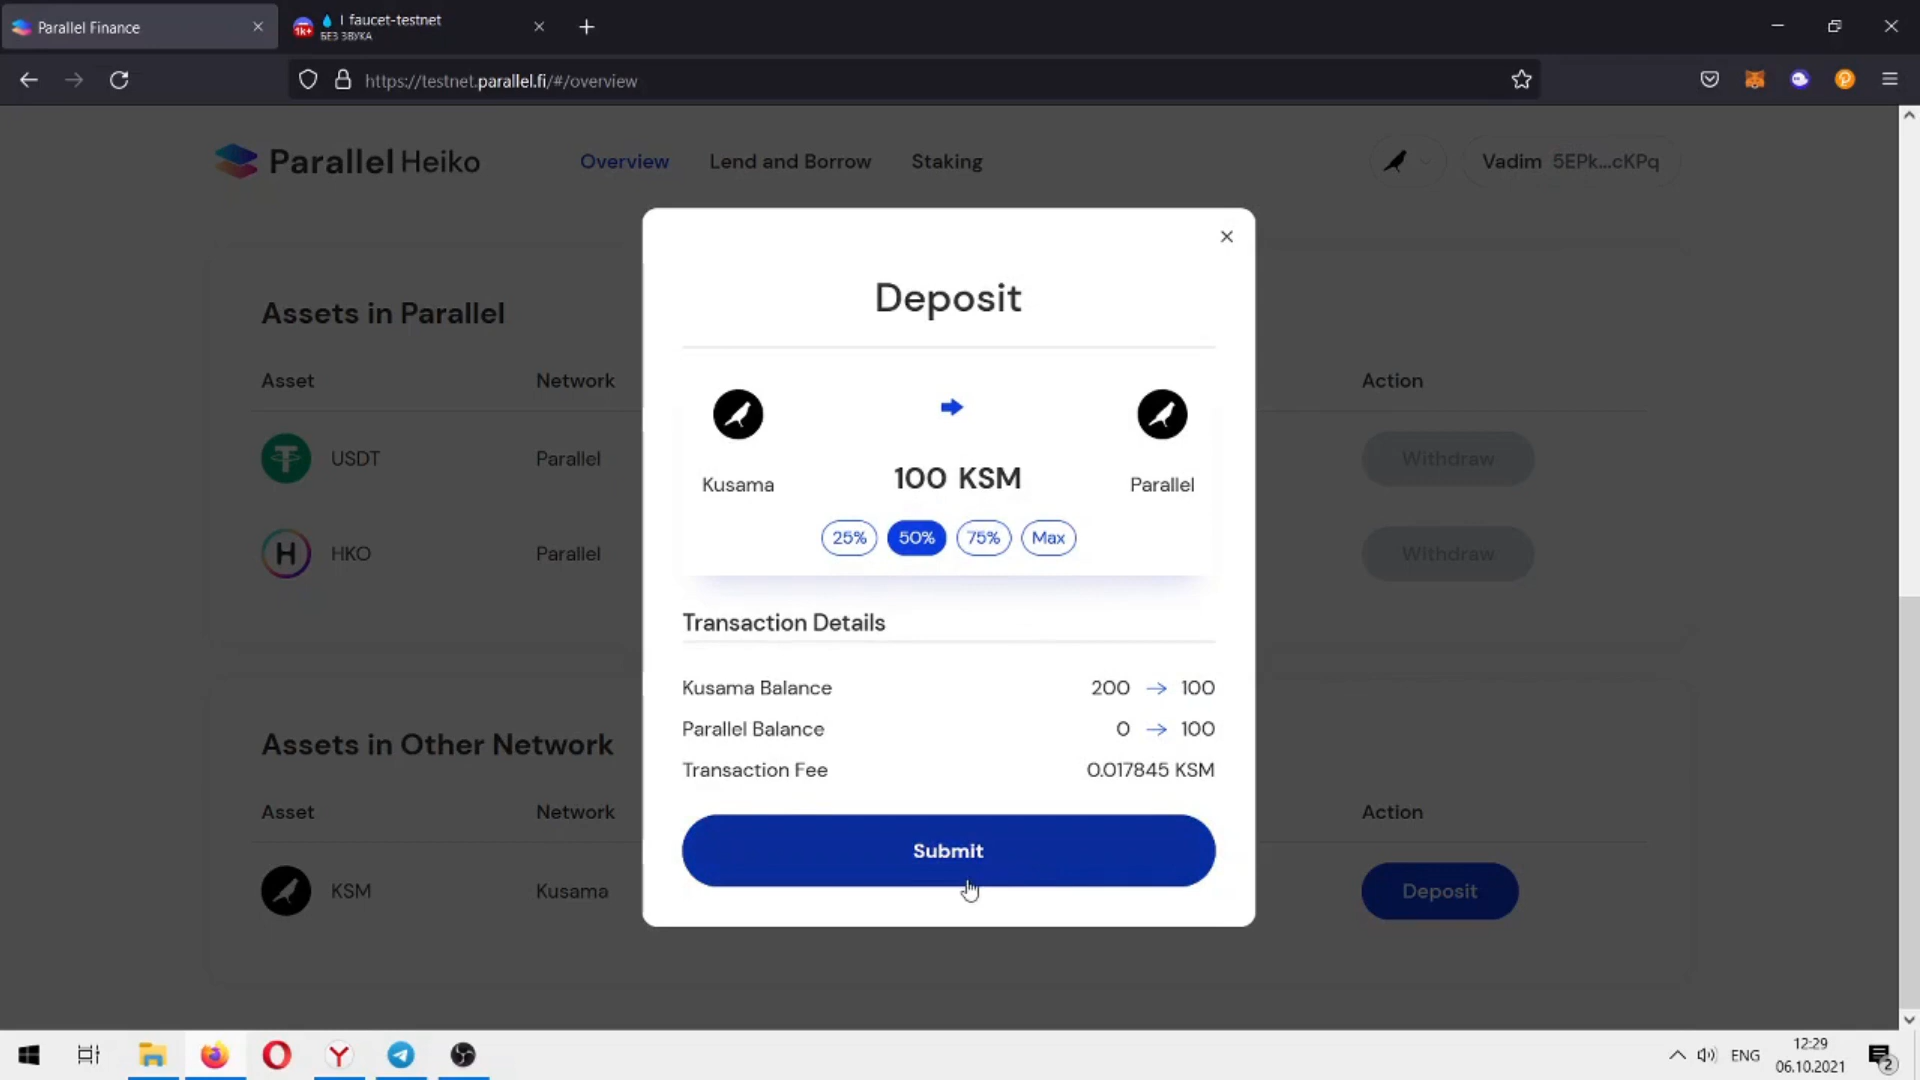 Parallel Finance
| faucet-testnet
БЕЗ ЗВУКА
1k+
https://testnet.parallel.fi/#/overview
Parallel Heiko
Overview
Lend and Borrow
Staking
Vadim 5EPk...cKPq
Assets in Parallel
Asset Network Action
USDT Parallel Withdraw
HKO Parallel Withdraw
Assets in Other Network
Asset Network Action
KSM Kusama Deposit
Deposit
Kusama
100 KSM
Parallel
25% 50% 75% Max
Transaction Details
Kusama Balance 200 → 100
Parallel Balance 0 → 100
Transaction Fee 0.017845 KSM
Submit
ENG
12:29
06.10.2021
2